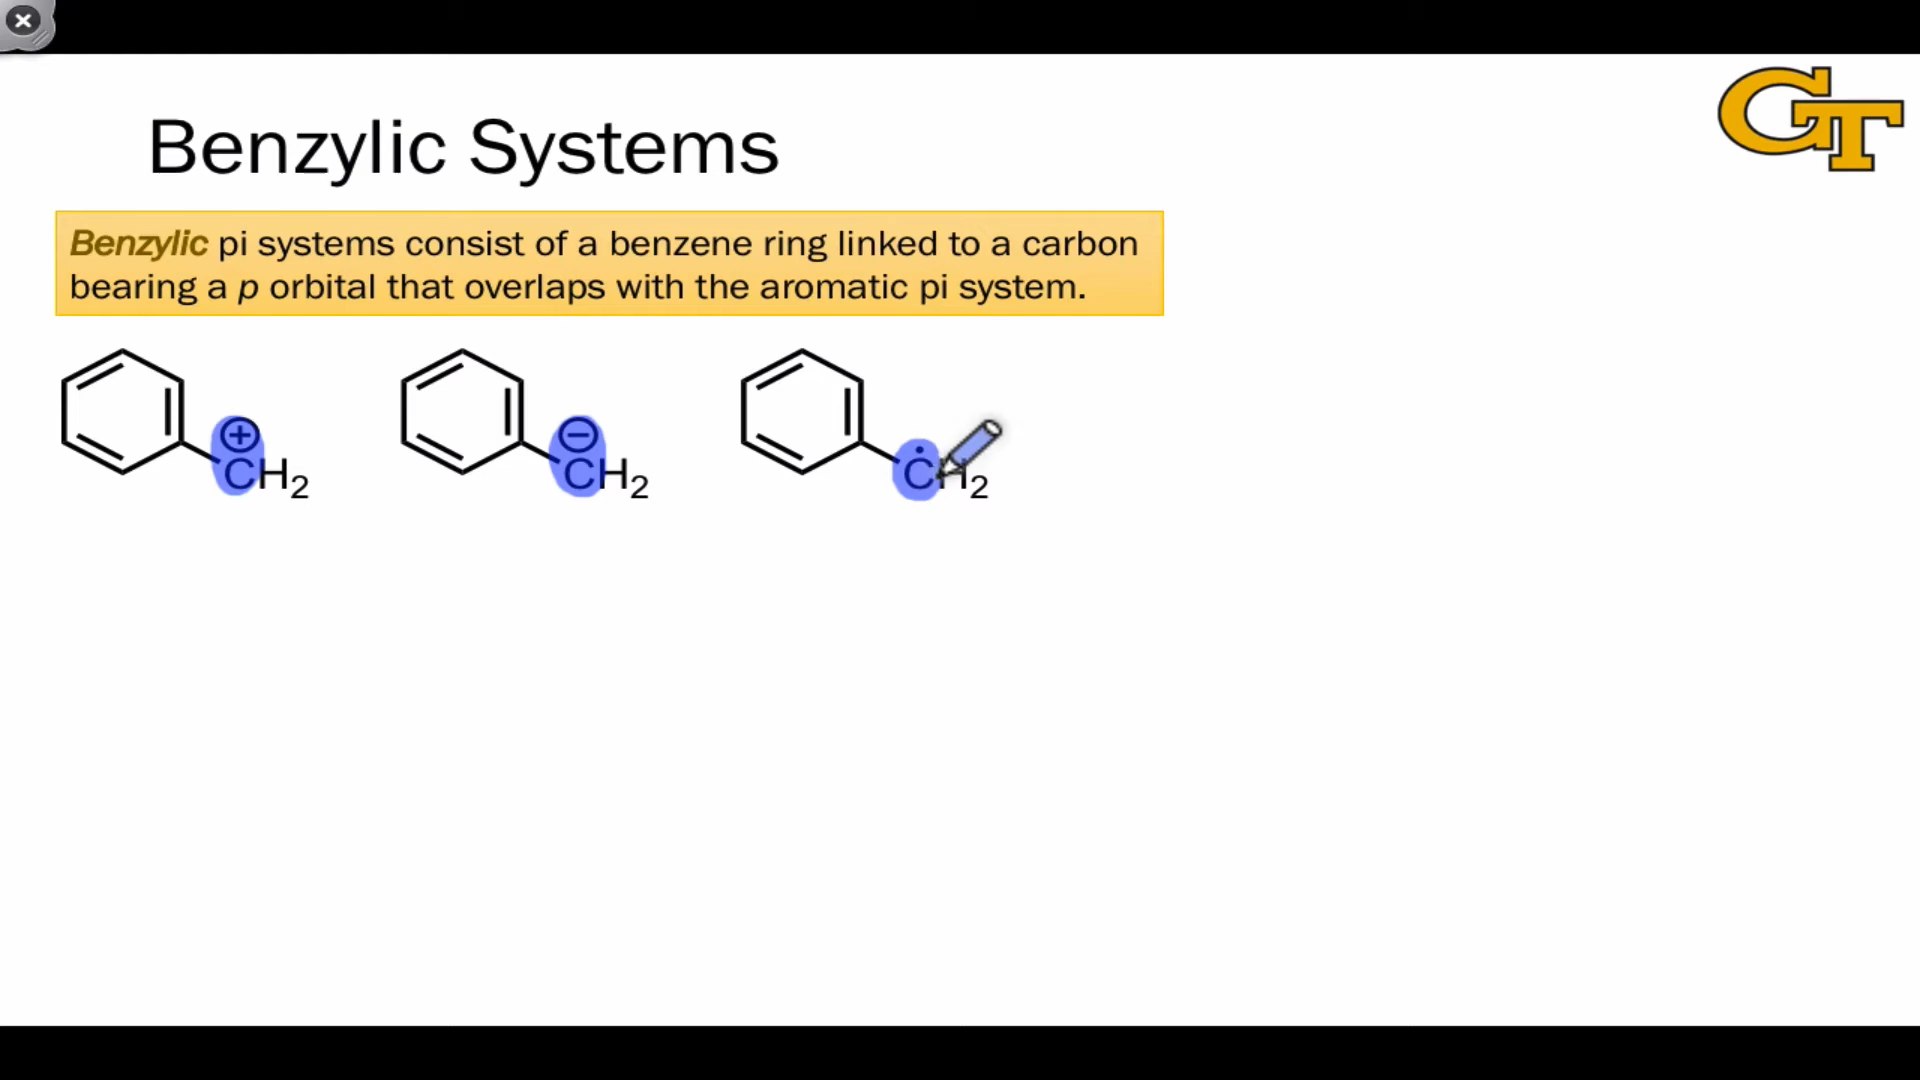 GT
Benzylic Systems
Benzylic pi systems consist of a benzene ring linked to a carbon
bearing a p orbital that overlaps with the aromatic pi system.
⊕ ⊖ •
CH2 CH2 CH2